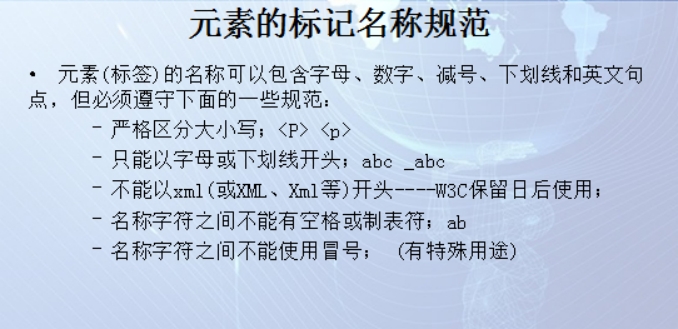 元素的标记名称规范
• 元素(标签)的名称可以包含字母、数字、减号、下划线和英文句
点，但必须遵守下面的一些规范：
– 严格区分大小写；<P> <p>
– 只能以字母或下划线开头；abc _abc
– 不能以xml(或XML、Xml等)开头----W3C保留日后使用；
– 名称字符之间不能有空格或制表符；ab
– 名称字符之间不能使用冒号； (有特殊用途)